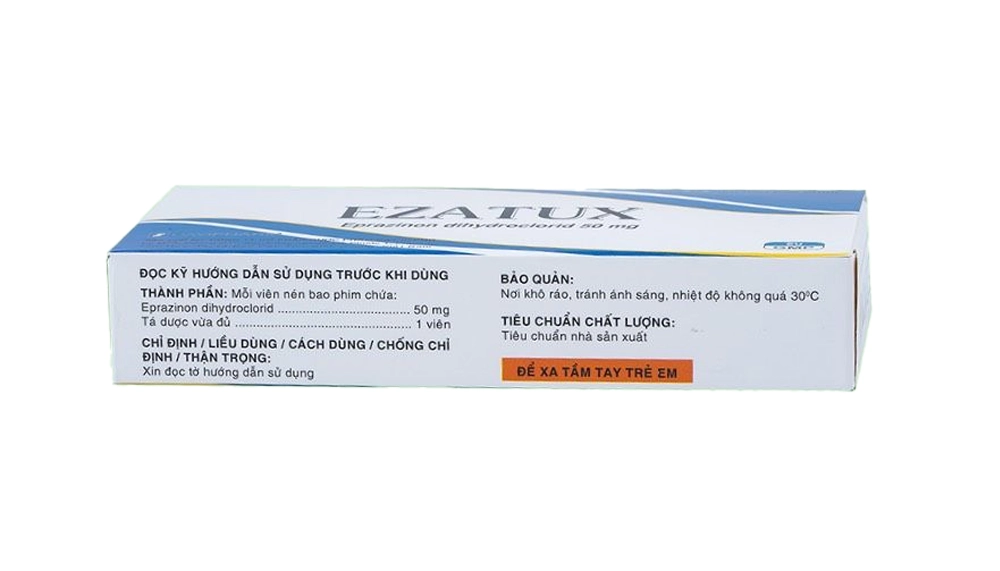 EZATUX
Eprazinon dihydroclorid 50 mg
GMP
ĐỌC KỸ HƯỚNG DẪN SỬ DỤNG TRƯỚC KHI DÙNG
THÀNH PHẦN: Mỗi viên nén bao phim chứa:
Eprazinon dihydroclorid ..................................... 50 mg
Tá dược vừa đủ ................................................. 1 viên
CHỈ ĐỊNH / LIỀU DÙNG / CÁCH DÙNG / CHỐNG CHỈ
ĐỊNH / THẬN TRỌNG:
Xin đọc tờ hướng dẫn sử dụng
BẢO QUẢN:
Nơi khô ráo, tránh ánh sáng, nhiệt độ không quá 30⁰C
TIÊU CHUẨN CHẤT LƯỢNG:
Tiêu chuẩn nhà sản xuất
ĐỂ XA TẦM TAY TRẺ EM